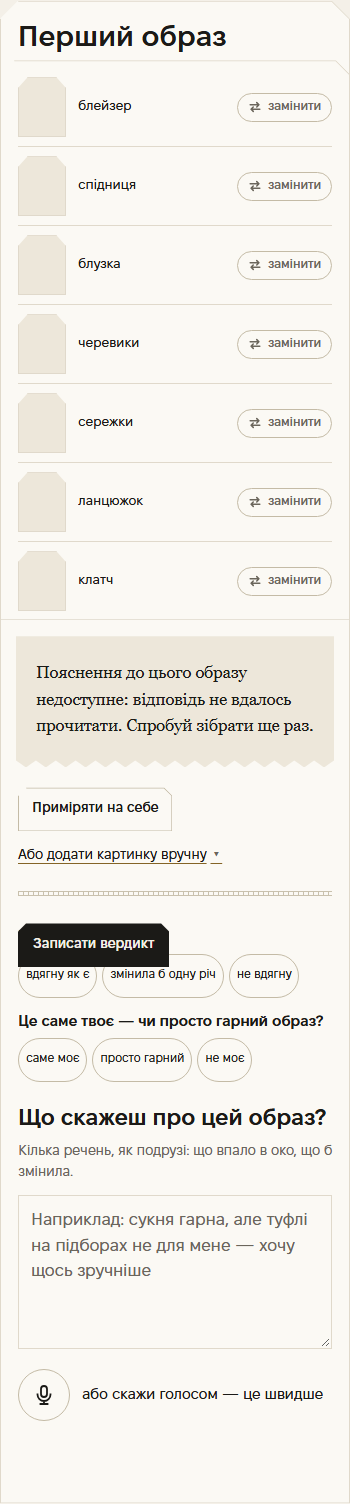 Перший образ
блейзер
замінити
спідниця
замінити
блузка
замінити
черевики
замінити
сережки
замінити
ланцюжок
замінити
клатч
замінити
Пояснення до цього образу
недоступне: відповідь не вдалось
прочитати. Спробуй зібрати ще раз.
Приміряти на себе
Або додати картинку вручну
Записати вердикт
вдягну як є
змінила б одну річ
не вдягну
Це саме твоє — чи просто гарний образ?
саме моє
просто гарний
не моє
Що скажеш про цей образ?
Кілька речень, як подрузі: що впало в око, що б
змінила.
Наприклад: сукня гарна, але туфлі
на підборах не для мене — хочу
щось зручніше
або скажи голосом — це швидше